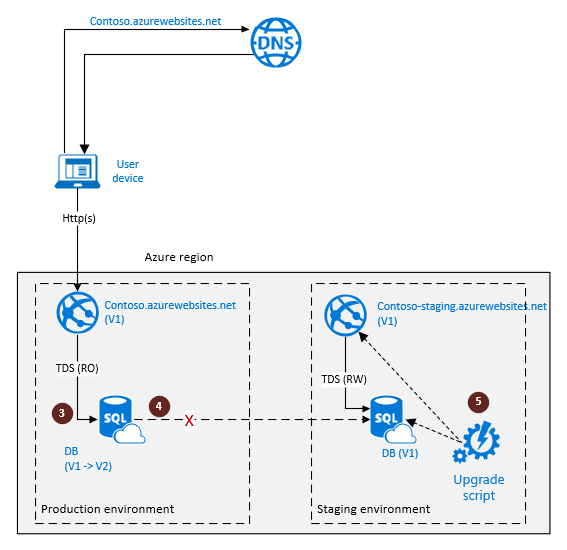 Contoso.azurewebsites.net
DNS
User
device
Http(s)
Azure region
Contoso.azurewebsites.net
(V1)
Contoso-staging.azurewebsites.net
(V1)
TDS (RO)
TDS (RW)
3
4
5
SQL
X
SQL
DB
(V1 -> V2)
DB (V1)
Upgrade
script
Production environment
Staging environment